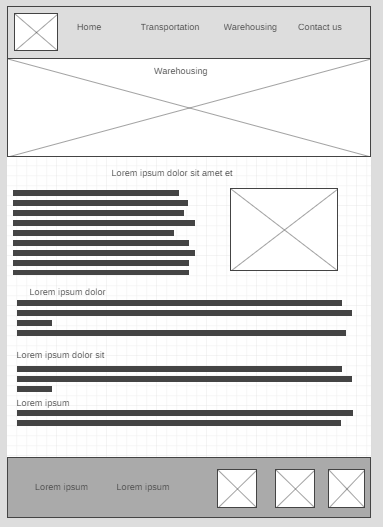 Home Transportation Warehousing Contact us
Warehousing
Lorem ipsum dolor sit amet et
Lorem ipsum dolor
Lorem ipsum dolor sit
Lorem ipsum
Lorem ipsum Lorem ipsum